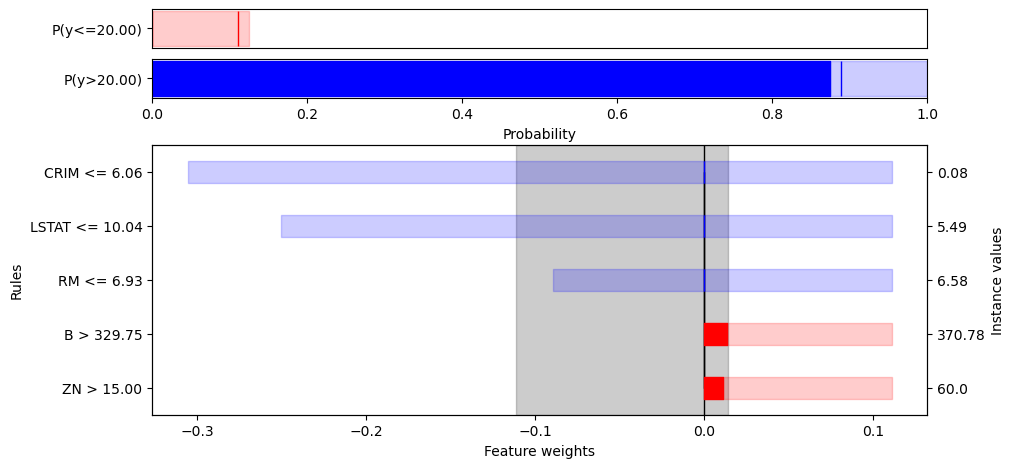 P(y<=20.00)
P(y>20.00)
0.0 0.2 0.4 0.6 0.8 1.0
Probability
CRIM <= 6.06 0.08
LSTAT <= 10.04 5.49
RM <= 6.93 6.58
B > 329.75 370.78
ZN > 15.00 60.0
Rules
Instance values
−0.3 −0.2 −0.1 0.0 0.1
Feature weights